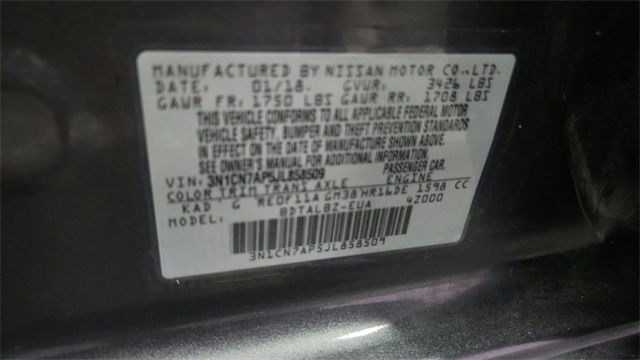 MANUFACTURED BY NISSAN MOTOR CO., LTD.
DATE: 01/18. GVWR: 3426 LBS
GAWR FR: 1750 LBS GAWR RR: 1708 LBS
THIS VEHICLE CONFORMS TO ALL APPLICABLE FEDERAL MOTOR
VEHICLE SAFETY, BUMPER AND THEFT PREVENTION STANDARDS
IN EFFECT ON THE DATE OF MANUFACTURE SHOWN ABOVE.
SEE OWNER'S MANUAL FOR ADDITIONAL INFORMATION.
VIN: 3N1CN7AP5JL858509 PASSENGER CAR.
COLOR TRIM TRANS AXLE ENGINE
KAD G RE0F11A GM38 HR16DE 1598 CC
BDTALBZ-EUA 4Z000
3N1CN7AP5JL858509